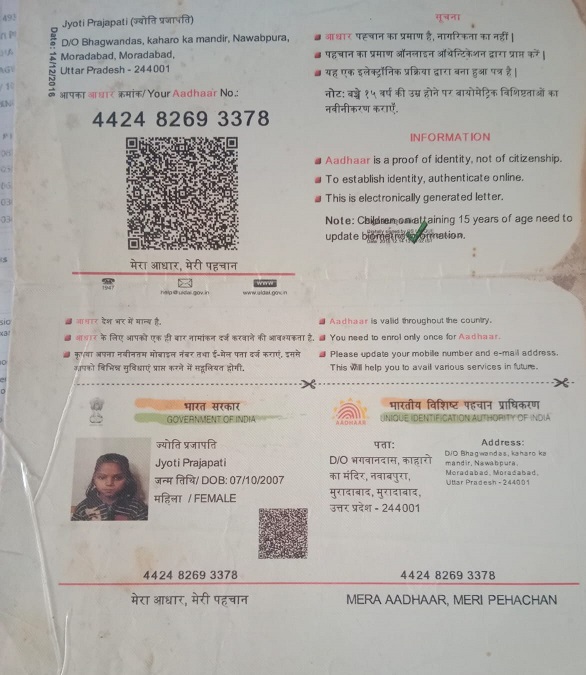 Date: 14/12/2016
Jyoti Prajapati (ज्योति प्रजापति)
D/O Bhagwandas, kaharo ka mandir, Nawabpura,
Moradabad, Moradabad,
Uttar Pradesh - 244001
आपका आधार क्रमांक/ Your Aadhaar No.:
4424 8269 3378
मेरा आधार, मेरी पहचान
1947
help@uidai.gov.in
www
www.uidai.gov.in
सूचना
आधार पहचान का प्रमाण है, नागरिकता का नहीं |
पहचान का प्रमाण ऑनलाइन ऑथेन्टिकेशन द्वारा प्राप्त करें |
यह एक इलेक्ट्रॉनिक प्रक्रिया द्वारा बना हुआ पत्र है |
नोट: बच्चे १५ वर्ष की उम्र होने पर बायोमेट्रिक विशिष्टताओं का
नवीनीकरण कराएँ.
INFORMATION
Aadhaar is a proof of identity, not of citizenship.
To establish identity, authenticate online.
This is electronically generated letter.
Note: Children on attaining 15 years of age need to
update biometric information.
आधार देश भर में मान्य है.
आधार के लिए आपको एक ही बार नामांकन दर्ज करवाने की आवश्यकता है.
कृपया अपना नवीनतम मोबाइल नंबर तथा ई-मेल पता दर्ज कराएं, इससे
आपको विभिन्न सुविधाएं प्राप्त करने में सहूलियत होगी.
Aadhaar is valid throughout the country.
You need to enrol only once for Aadhaar.
Please update your mobile number and e-mail address.
This will help you to avail various services in future.
भारत सरकार
GOVERNMENT OF INDIA
ज्योति प्रजापति
Jyoti Prajapati
जन्म तिथि/ DOB: 07/10/2007
महिला / FEMALE
4424 8269 3378
मेरा आधार, मेरी पहचान
AADHAAR
भारतीय विशिष्ट पहचान प्राधिकरण
UNIQUE IDENTIFICATION AUTHORITY OF INDIA
पता:
D/O भगवानदास, काहारो
का मंदिर, नवाबपुरा,
मुरादाबाद, मुरादाबाद,
उत्तर प्रदेश - 244001
Address:
D/O Bhagwandas, kaharo ka
mandir, Nawabpura,
Moradabad, Moradabad,
Uttar Pradesh - 244001
4424 8269 3378
MERA AADHAAR, MERI PEHACHAN